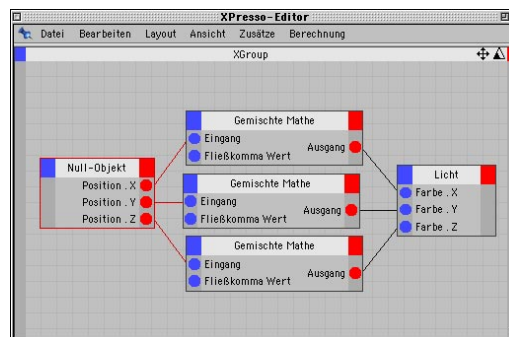 XPresso-Editor
Datei Bearbeiten Layout Ansicht Zusätze Berechnung
XGroup
Gemischte Mathe
Eingang
Ausgang
Fließkomma Wert
Null-Objekt
Position . X
Position . Y
Position . Z
Gemischte Mathe
Eingang
Ausgang
Fließkomma Wert
Licht
Farbe . X
Farbe . Y
Farbe . Z
Gemischte Mathe
Eingang
Ausgang
Fließkomma Wert